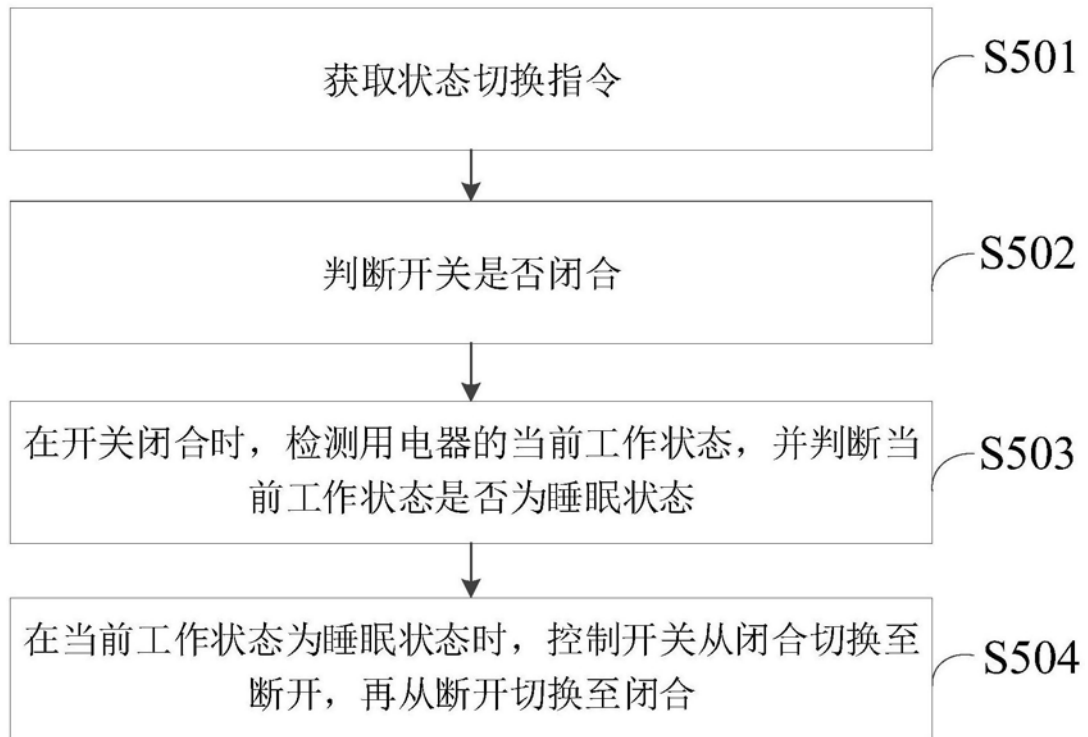 获取状态切换指令
S501
判断开关是否闭合
S502
在开关闭合时，检测用电器的当前工作状态，并判断当
前工作状态是否为睡眠状态
S503
在当前工作状态为睡眠状态时，控制开关从闭合切换至
断开，再从断开切换至闭合
S504